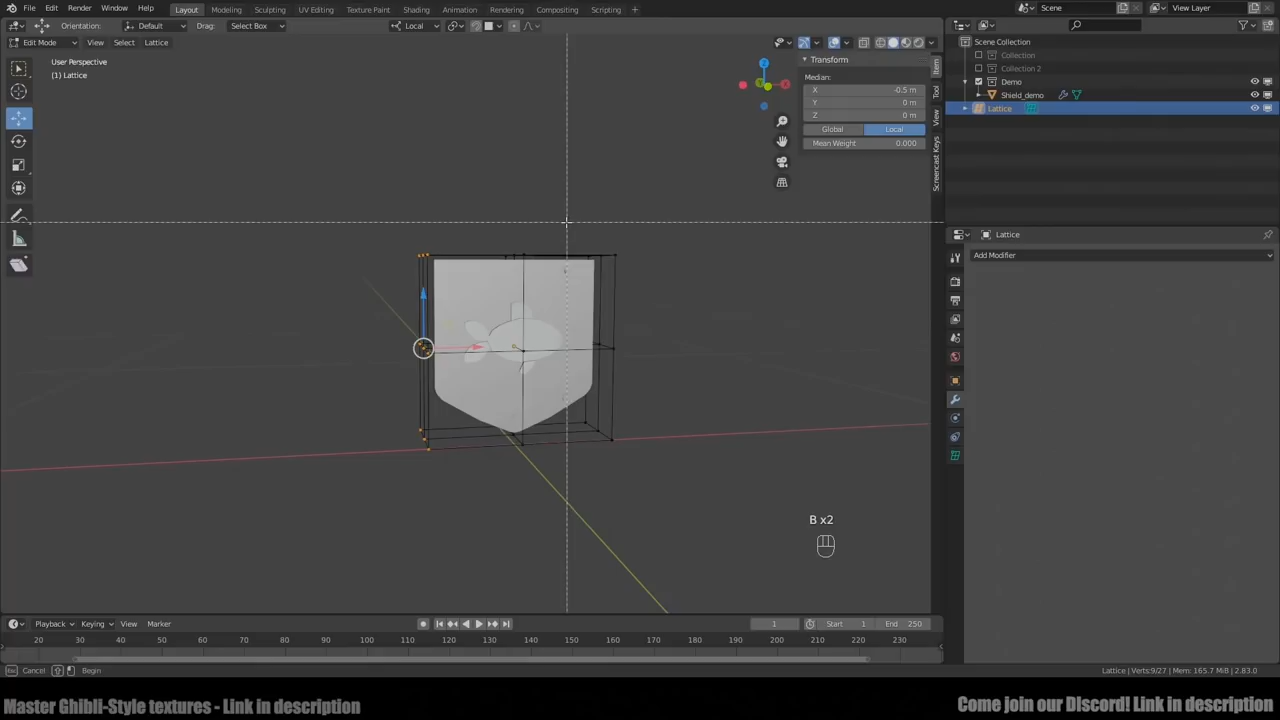 File Edit Render Window Help Layout Modeling Sculpting UV Editing Texture Paint Shading Animation Rendering Compositing Scripting + Scene View Layer
Orientation: Default Drag: Select Box Local
Edit Mode View Select Lattice
User Perspective
(1) Lattice
Transform
Median:
X -0.5 m
Y 0 m
Z 0 m
Global Local
Mean Weight 0.000
Item
Tool
View
Screencast Keys
Z
Scene Collection
Collection
Collection 2
Demo
Shield_demo
Lattice
Lattice
Add Modifier
B x2
Playback Keying View Marker 1 Start 1 End 250
20 30 40 50 60 70 80 90 100 110 120 130 140 150 160 170 180 190 200 210 220 230
Cancel Begin Lattice | Verts:9/27 | Mem: 165.7 MiB | 2.83.0
Master Ghibli-Style textures - Link in description
Come join our Discord! Link in description